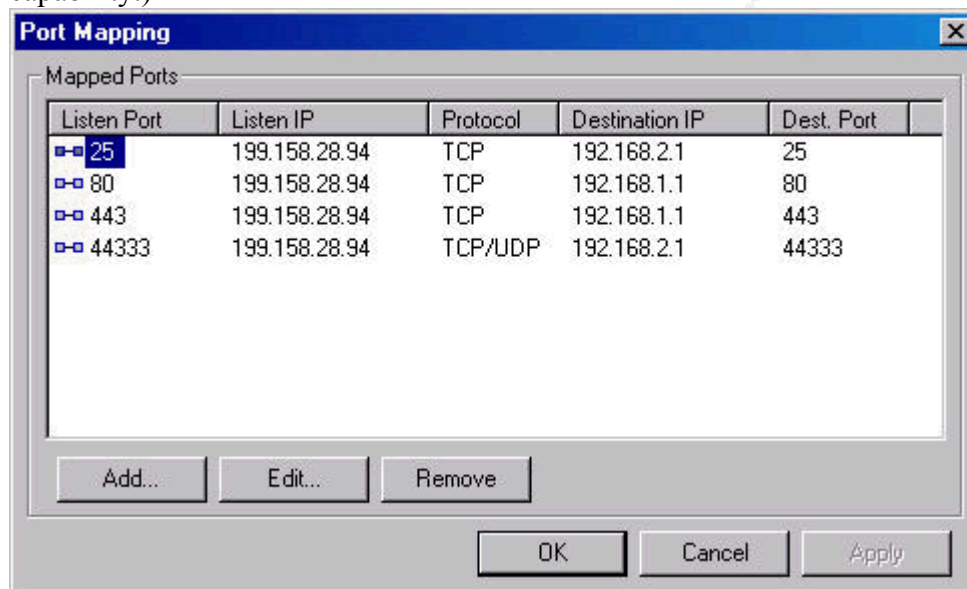 Port Mapping
Mapped Ports
Listen Port Listen IP Protocol Destination IP Dest. Port
25 199.158.28.94 TCP 192.168.2.1 25
80 199.158.28.94 TCP 192.168.1.1 80
443 199.158.28.94 TCP 192.168.1.1 443
44333 199.158.28.94 TCP/UDP 192.168.2.1 44333
Add... Edit... Remove
OK Cancel Apply